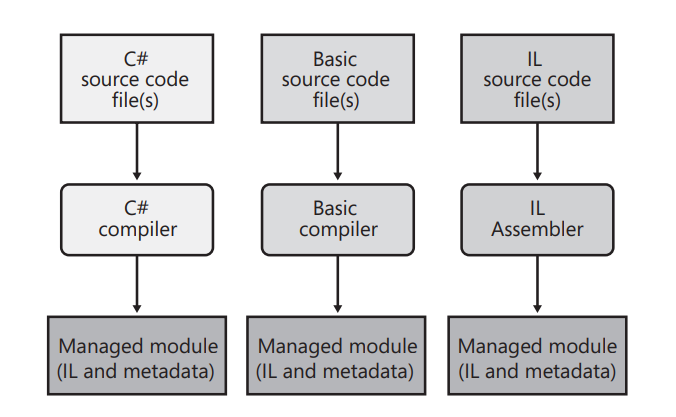 C#
source code
file(s)
Basic
source code
file(s)
IL
source code
file(s)
C#
compiler
Basic
compiler
IL
Assembler
Managed module
(IL and metadata)
Managed module
(IL and metadata)
Managed module
(IL and metadata)